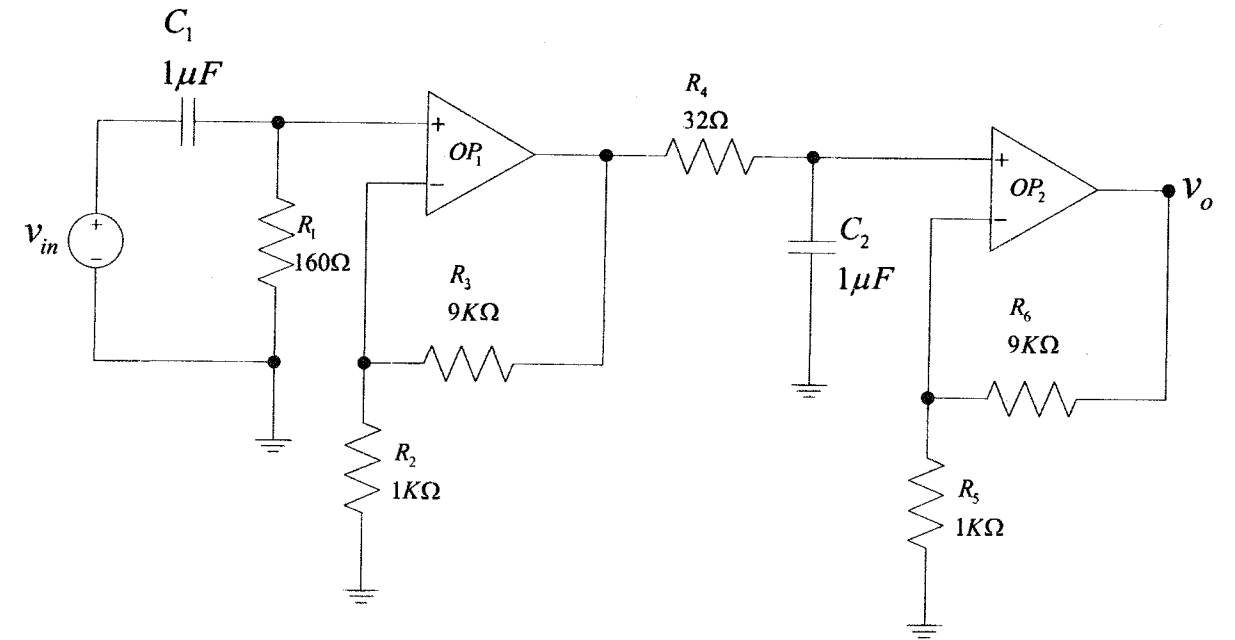 C₁
1μF
R₄
32Ω
+
OP₁
−
+
OP₂
−
vₒ
vᵢₙ
+
−
R₁
160Ω
C₂
1μF
R₃
9KΩ
R₆
9KΩ
R₂
1KΩ
R₅
1KΩ